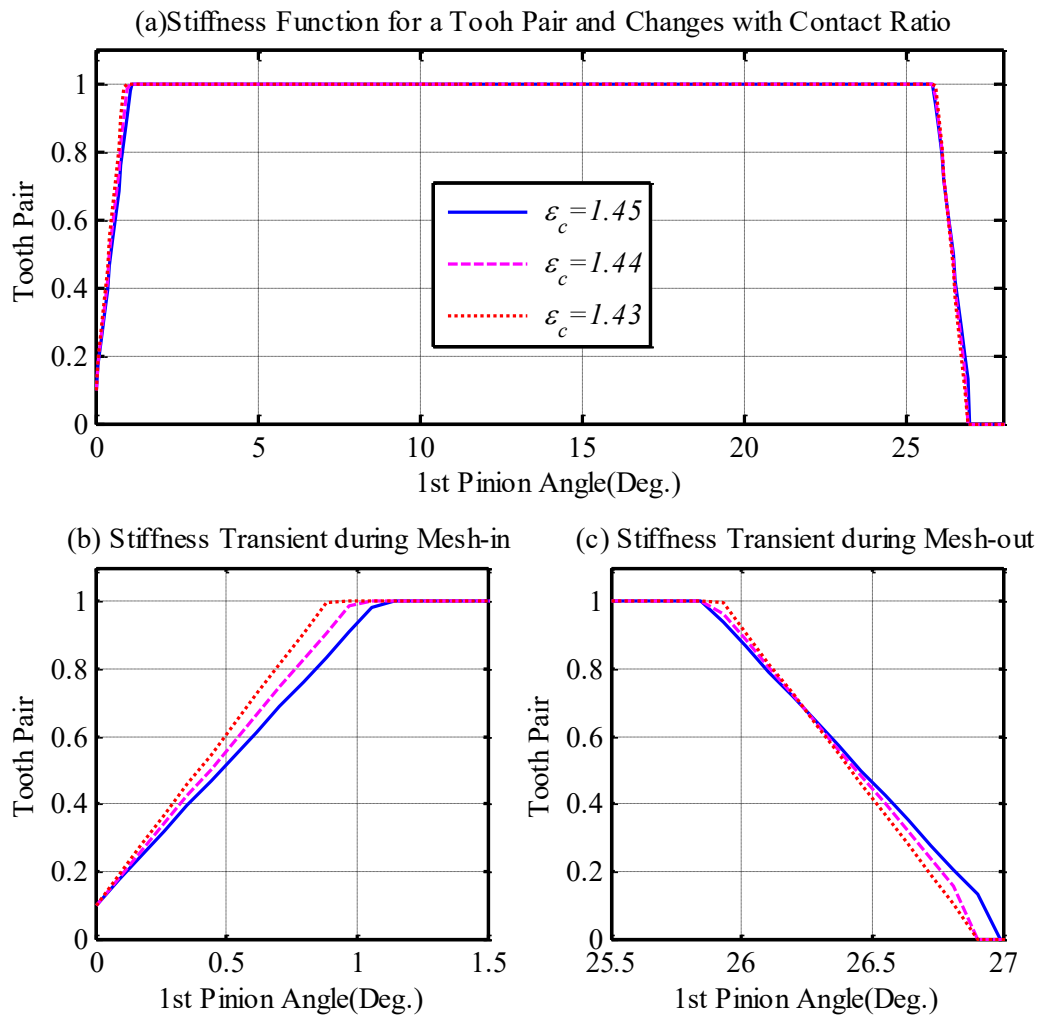 (a)Stiffness Function for a Tooh Pair and Changes with Contact Ratio
Tooth Pair
1
0.8
0.6
0.4
0.2
0
ε_c=1.45
ε_c=1.44
ε_c=1.43
0 5 10 15 20 25
1st Pinion Angle(Deg.)
(b) Stiffness Transient during Mesh-in
Tooth Pair
1
0.8
0.6
0.4
0.2
0
0 0.5 1 1.5
1st Pinion Angle(Deg.)
(c) Stiffness Transient during Mesh-out
Tooth Pair
1
0.8
0.6
0.4
0.2
0
25.5 26 26.5 27
1st Pinion Angle(Deg.)